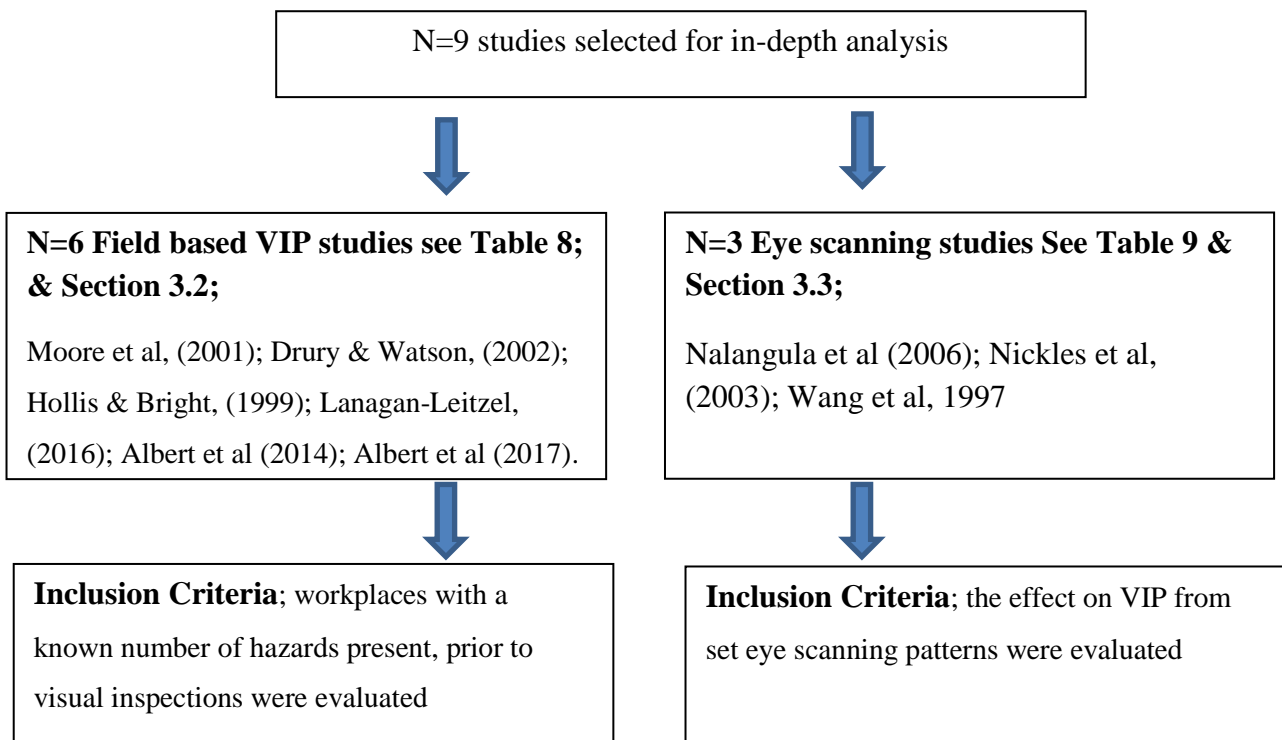 N=9 studies selected for in-depth analysis
N=6 Field based VIP studies see Table 8;
& Section 3.2;
Moore et al, (2001); Drury & Watson, (2002);
Hollis & Bright, (1999); Lanagan-Leitzel,
(2016); Albert et al (2014); Albert et al (2017).
N=3 Eye scanning studies See Table 9 &
Section 3.3;
Nalangula et al (2006); Nickles et al,
(2003); Wang et al, 1997
Inclusion Criteria; workplaces with a
known number of hazards present, prior to
visual inspections were evaluated
Inclusion Criteria; the effect on VIP from
set eye scanning patterns were evaluated